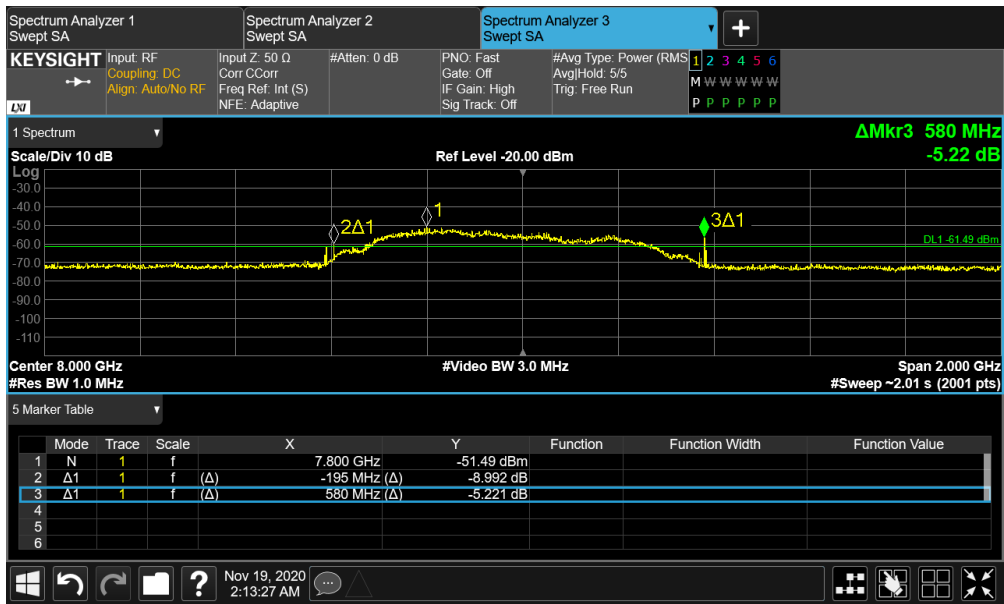 Spectrum Analyzer 1
Swept SA
Spectrum Analyzer 2
Swept SA
Spectrum Analyzer 3
Swept SA
▼
+
KEYSIGHT
LXI
Input: RF
Coupling: DC
Align: Auto/No RF
Input Z: 50 Ω
Corr CCorr
Freq Ref: Int (S)
NFE: Adaptive
#Atten: 0 dB
PNO: Fast
Gate: Off
IF Gain: High
Sig Track: Off
#Avg Type: Power (RMS
Avg|Hold: 5/5
Trig: Free Run
1 2 3 4 5 6
M W W W W W
P P P P P P
1 Spectrum ▼
ΔMkr3 580 MHz
-5.22 dB
Scale/Div 10 dB
Ref Level -20.00 dBm
Log
-30.0
-40.0
-50.0
-60.0
-70.0
-80.0
-90.0
-100
-110
2Δ1
1
3Δ1
DL1 -61.49 dBm
Center 8.000 GHz #Video BW 3.0 MHz Span 2.000 GHz
#Res BW 1.0 MHz #Sweep ~2.01 s (2001 pts)
5 Marker Table ▼
Mode Trace Scale X Y Function Function Width Function Value
1 N 1 f 7.800 GHz -51.49 dBm
2 Δ1 1 f (Δ) -195 MHz (Δ) -8.992 dB
3 Δ1 1 f (Δ) 580 MHz (Δ) -5.221 dB
4
5
6
?
Nov 19, 2020
2:13:27 AM